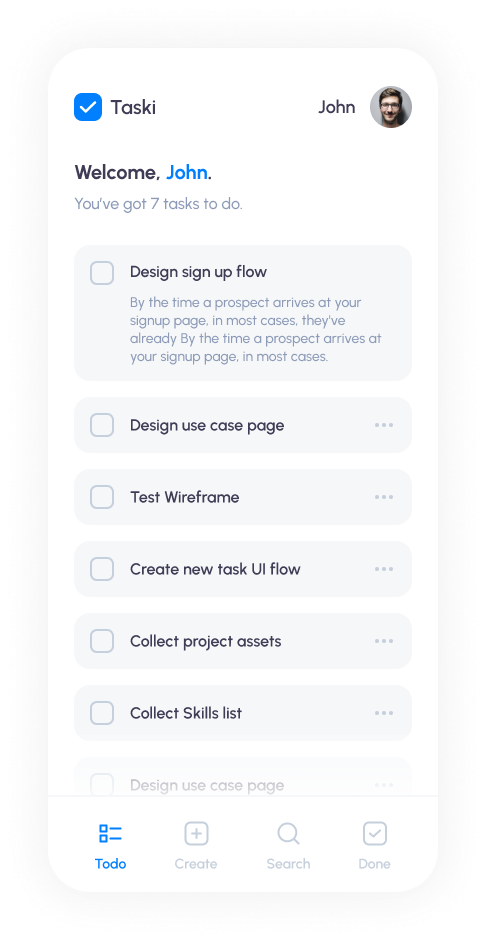 Taski
John
Welcome, John.
You've got 7 tasks to do.
Design sign up flow
By the time a prospect arrives at your
signup page, in most cases, they've
already By the time a prospect arrives at
your signup page, in most cases.
Design use case page
Test Wireframe
Create new task UI flow
Collect project assets
Collect Skills list
Design use case page
Todo
Create
Search
Done